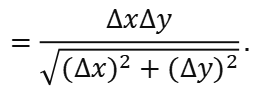 = ΔxΔy / √((Δx)² + (Δy)²).